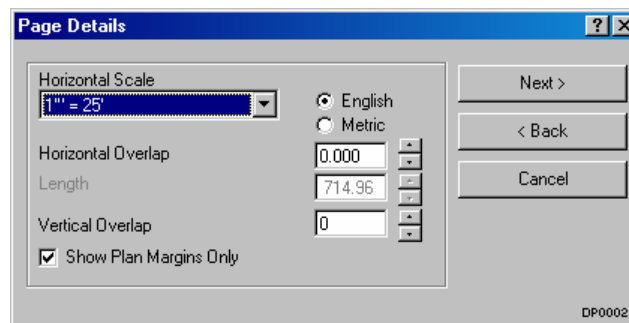 Page Details
Horizontal Scale
1"' = 25'
English
Metric
Horizontal Overlap
0.000
Length
714.96
Vertical Overlap
0
Show Plan Margins Only
Next >
< Back
Cancel
DP0002